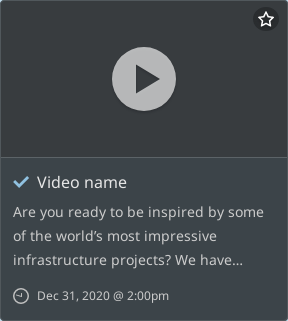 Video name
Are you ready to be inspired by some
of the world’s most impressive
infrastructure projects? We have...
Dec 31, 2020 @ 2:00pm